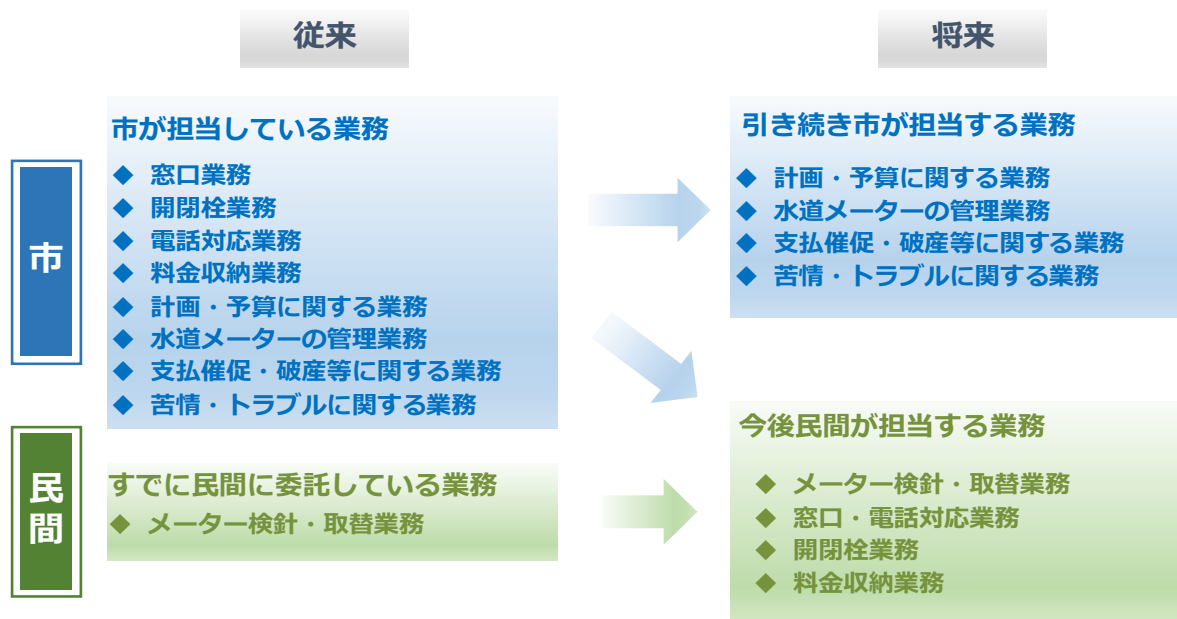 従来
将来
市
市が担当している業務
◆ 窓口業務
◆ 開閉栓業務
◆ 電話対応業務
◆ 料金収納業務
◆ 計画・予算に関する業務
◆ 水道メーターの管理業務
◆ 支払催促・破産等に関する業務
◆ 苦情・トラブルに関する業務
引き続き市が担当する業務
◆ 計画・予算に関する業務
◆ 水道メーターの管理業務
◆ 支払催促・破産等に関する業務
◆ 苦情・トラブルに関する業務
民間
すでに民間に委託している業務
◆ メーター検針・取替業務
今後民間が担当する業務
◆ メーター検針・取替業務
◆ 窓口・電話対応業務
◆ 開閉栓業務
◆ 料金収納業務